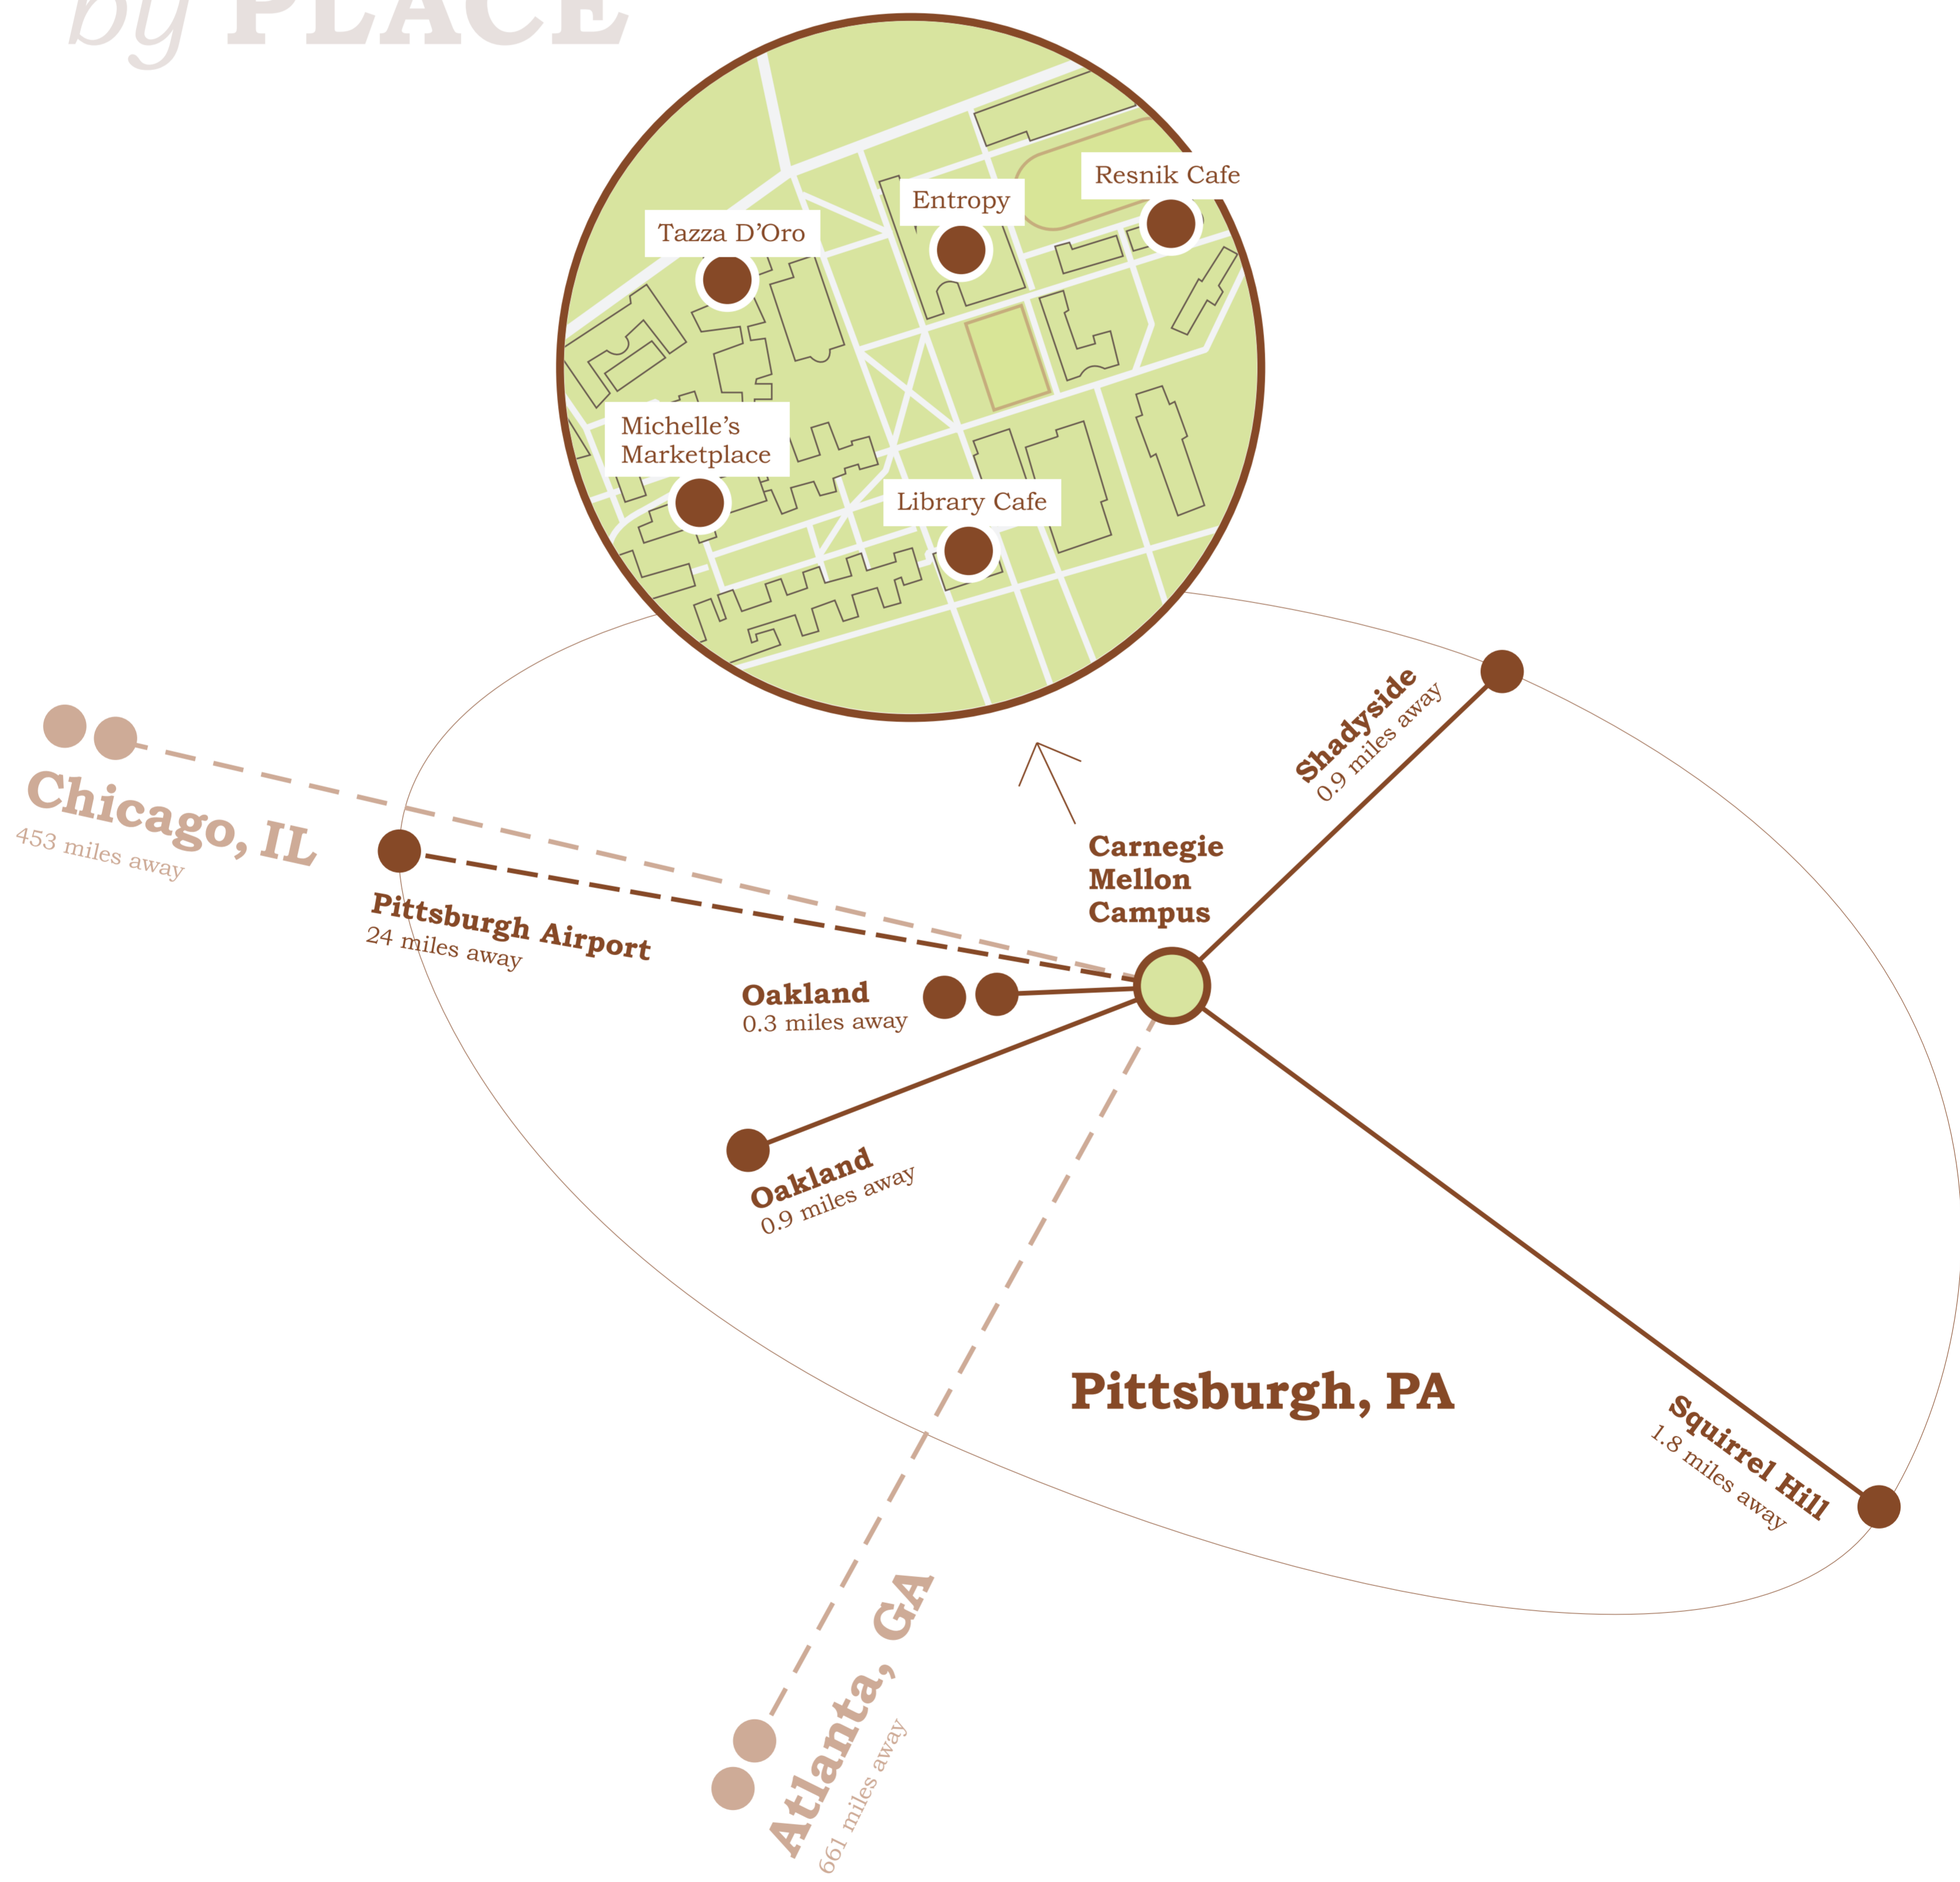 by PLACE
Resnik Cafe
Entropy
Tazza D’Oro
Michelle’s
Marketplace
Library Cafe
Shadyside
0.9 miles away
Chicago, IL
453 miles away
Carnegie
Mellon
Campus
Pittsburgh Airport
24 miles away
Oakland
0.3 miles away
Oakland
0.9 miles away
Pittsburgh, PA
Squirrel Hill
1.8 miles away
Atlanta, GA
661 miles away